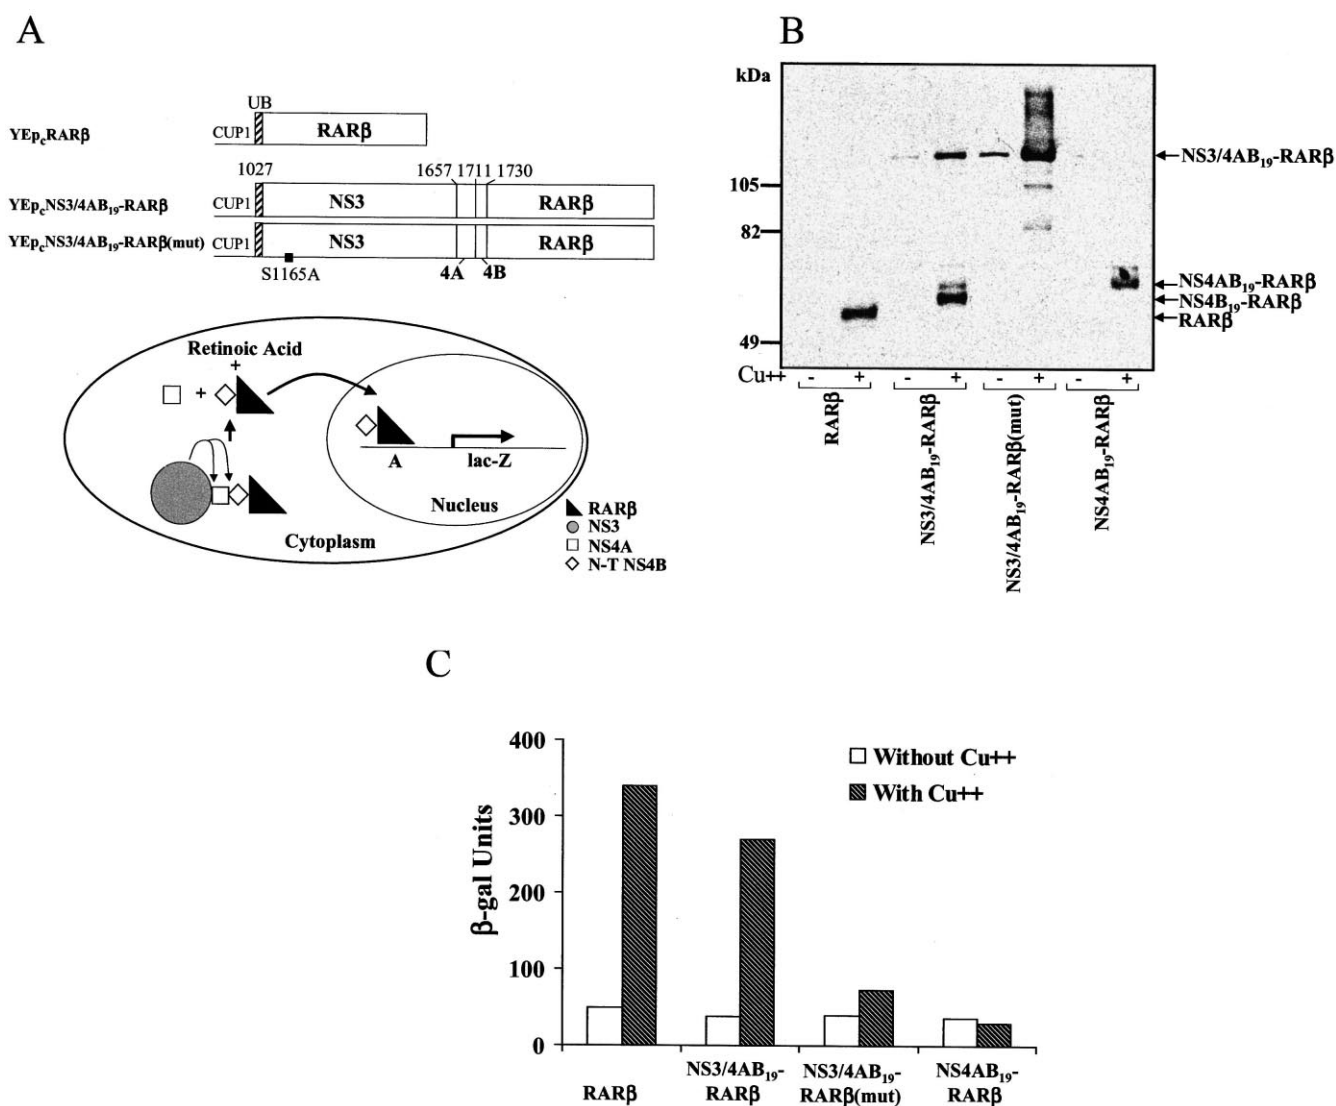 A
UB
YEpcRARβ
CUP1
RARβ
1027
1657
1711
1730
YEpcNS3/4AB19-RARβ
CUP1
NS3
RARβ
YEpcNS3/4AB19-RARβ(mut)
CUP1
NS3
RARβ
S1165A
4A
4B
Retinoic Acid
+
+
A
lac-Z
Nucleus
Cytoplasm
RARβ
NS3
NS4A
N-T NS4B
B
kDa
105
82
49
NS3/4AB19-RARβ
NS4AB19-RARβ
NS4B19-RARβ
RARβ
Cu++ - + - + - + - +
RARβ
NS3/4AB19-RARβ
NS3/4AB19-RARβ(mut)
NS4AB19-RARβ
C
400
300
200
100
0
β-gal Units
Without Cu++
With Cu++
RARβ
NS3/4AB19-
RARβ
NS3/4AB19-
RARβ(mut)
NS4AB19-
RARβ